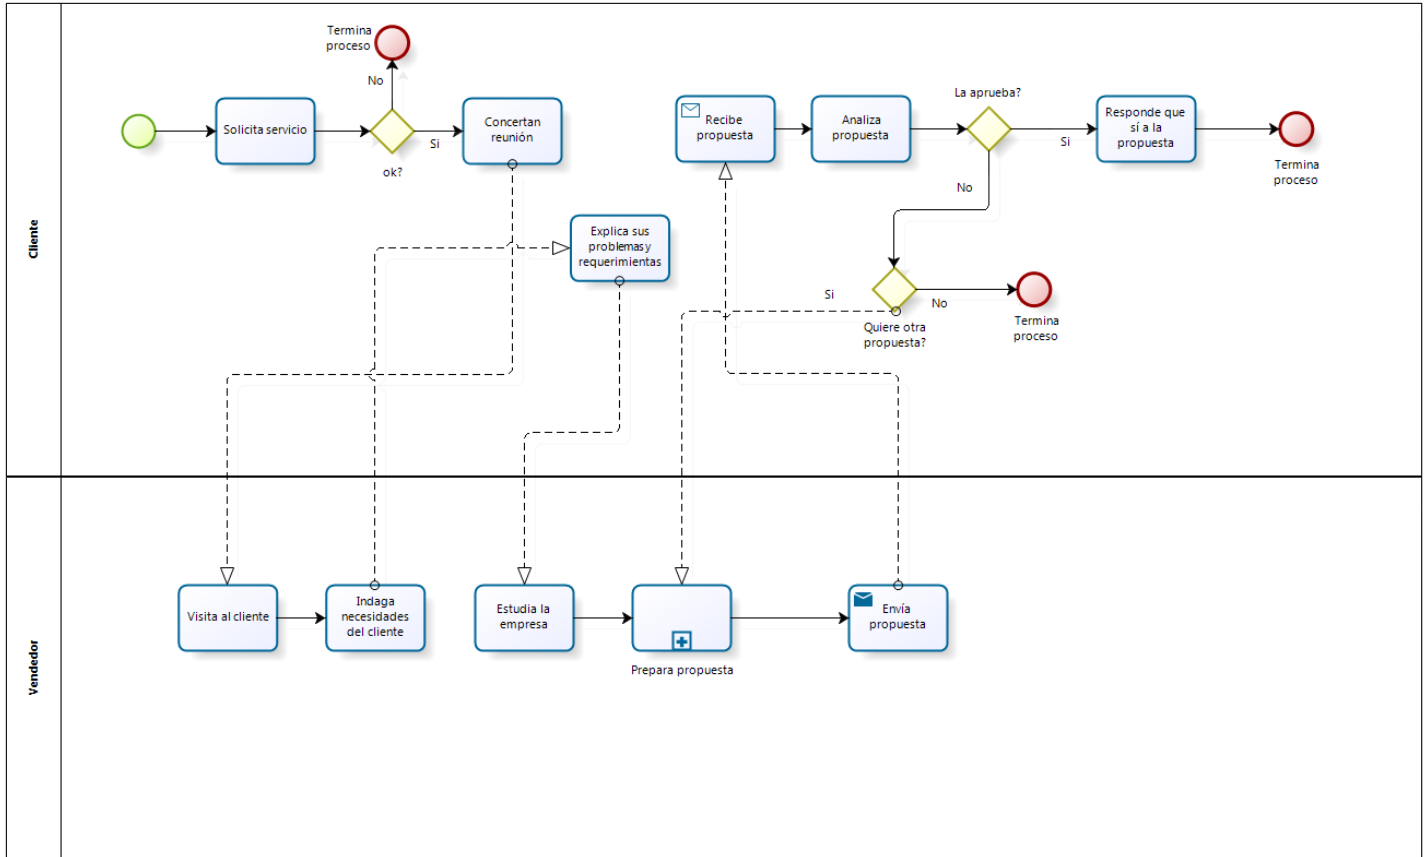 Termina
proceso
No
Solicita servicio
ok?
Si
Concertan
reunión
Recibe
propuesta
Analiza
propuesta
La aprueba?
Si
Responde que
sí a la
propuesta
Termina
proceso
No
Cliente
Explica sus
problemas y
requerimientas
Si
Quiere otra
propuesta?
No
Termina
proceso
Vendedor
Visita al cliente
Indaga
necesidades
del cliente
Estudia la
empresa
Prepara propuesta
Envía
propuesta